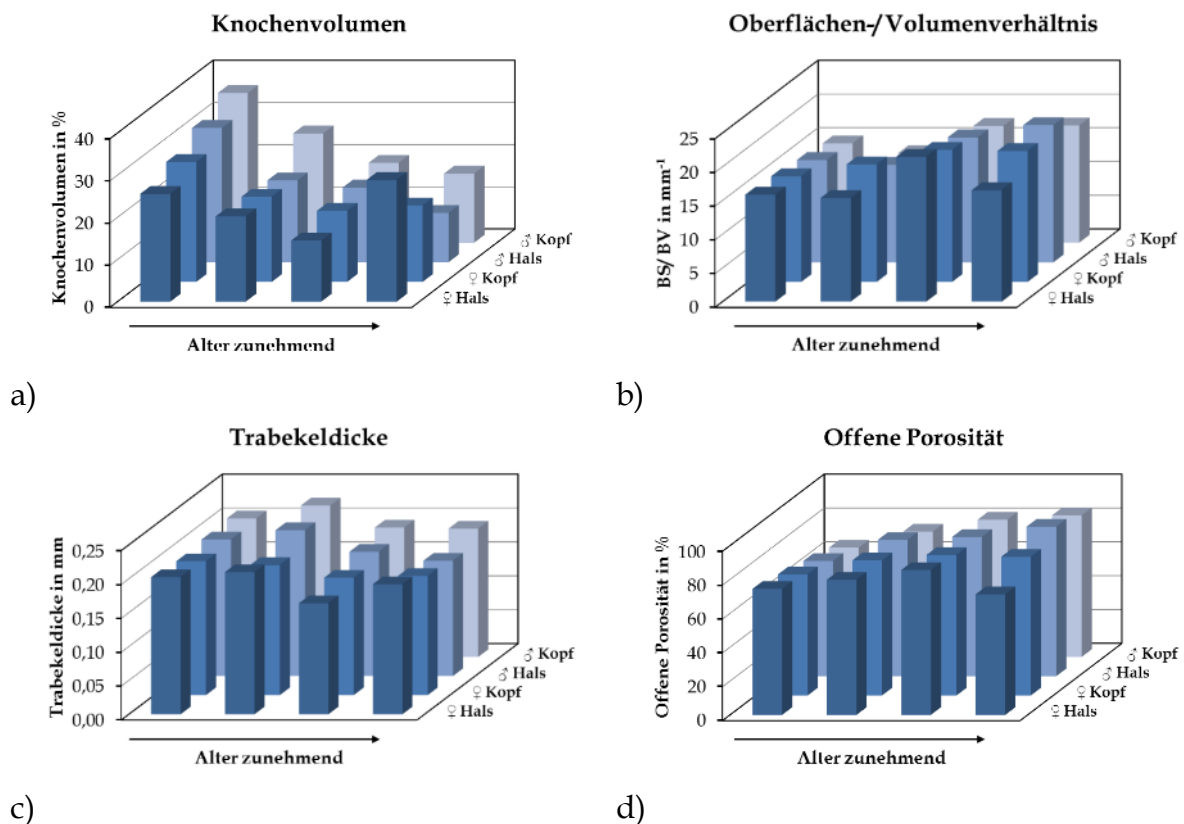 Knochenvolumen
Knochenvolumen in %
40
30
20
10
0
♂ Kopf
♂ Hals
♀ Kopf
♀ Hals
Alter zunehmend
a)
Oberflächen-/Volumenverhältnis
BS/ BV in mm⁻¹
25
20
15
10
5
0
♂ Kopf
♂ Hals
♀ Kopf
♀ Hals
Alter zunehmend
b)
Trabekeldicke
Trabekeldicke in mm
0,25
0,20
0,15
0,10
0,05
0,00
♂ Kopf
♂ Hals
♀ Kopf
♀ Hals
Alter zunehmend
c)
Offene Porosität
Offene Porosität in %
100
80
60
40
20
0
♂ Kopf
♂ Hals
♀ Kopf
♀ Hals
Alter zunehmend
d)